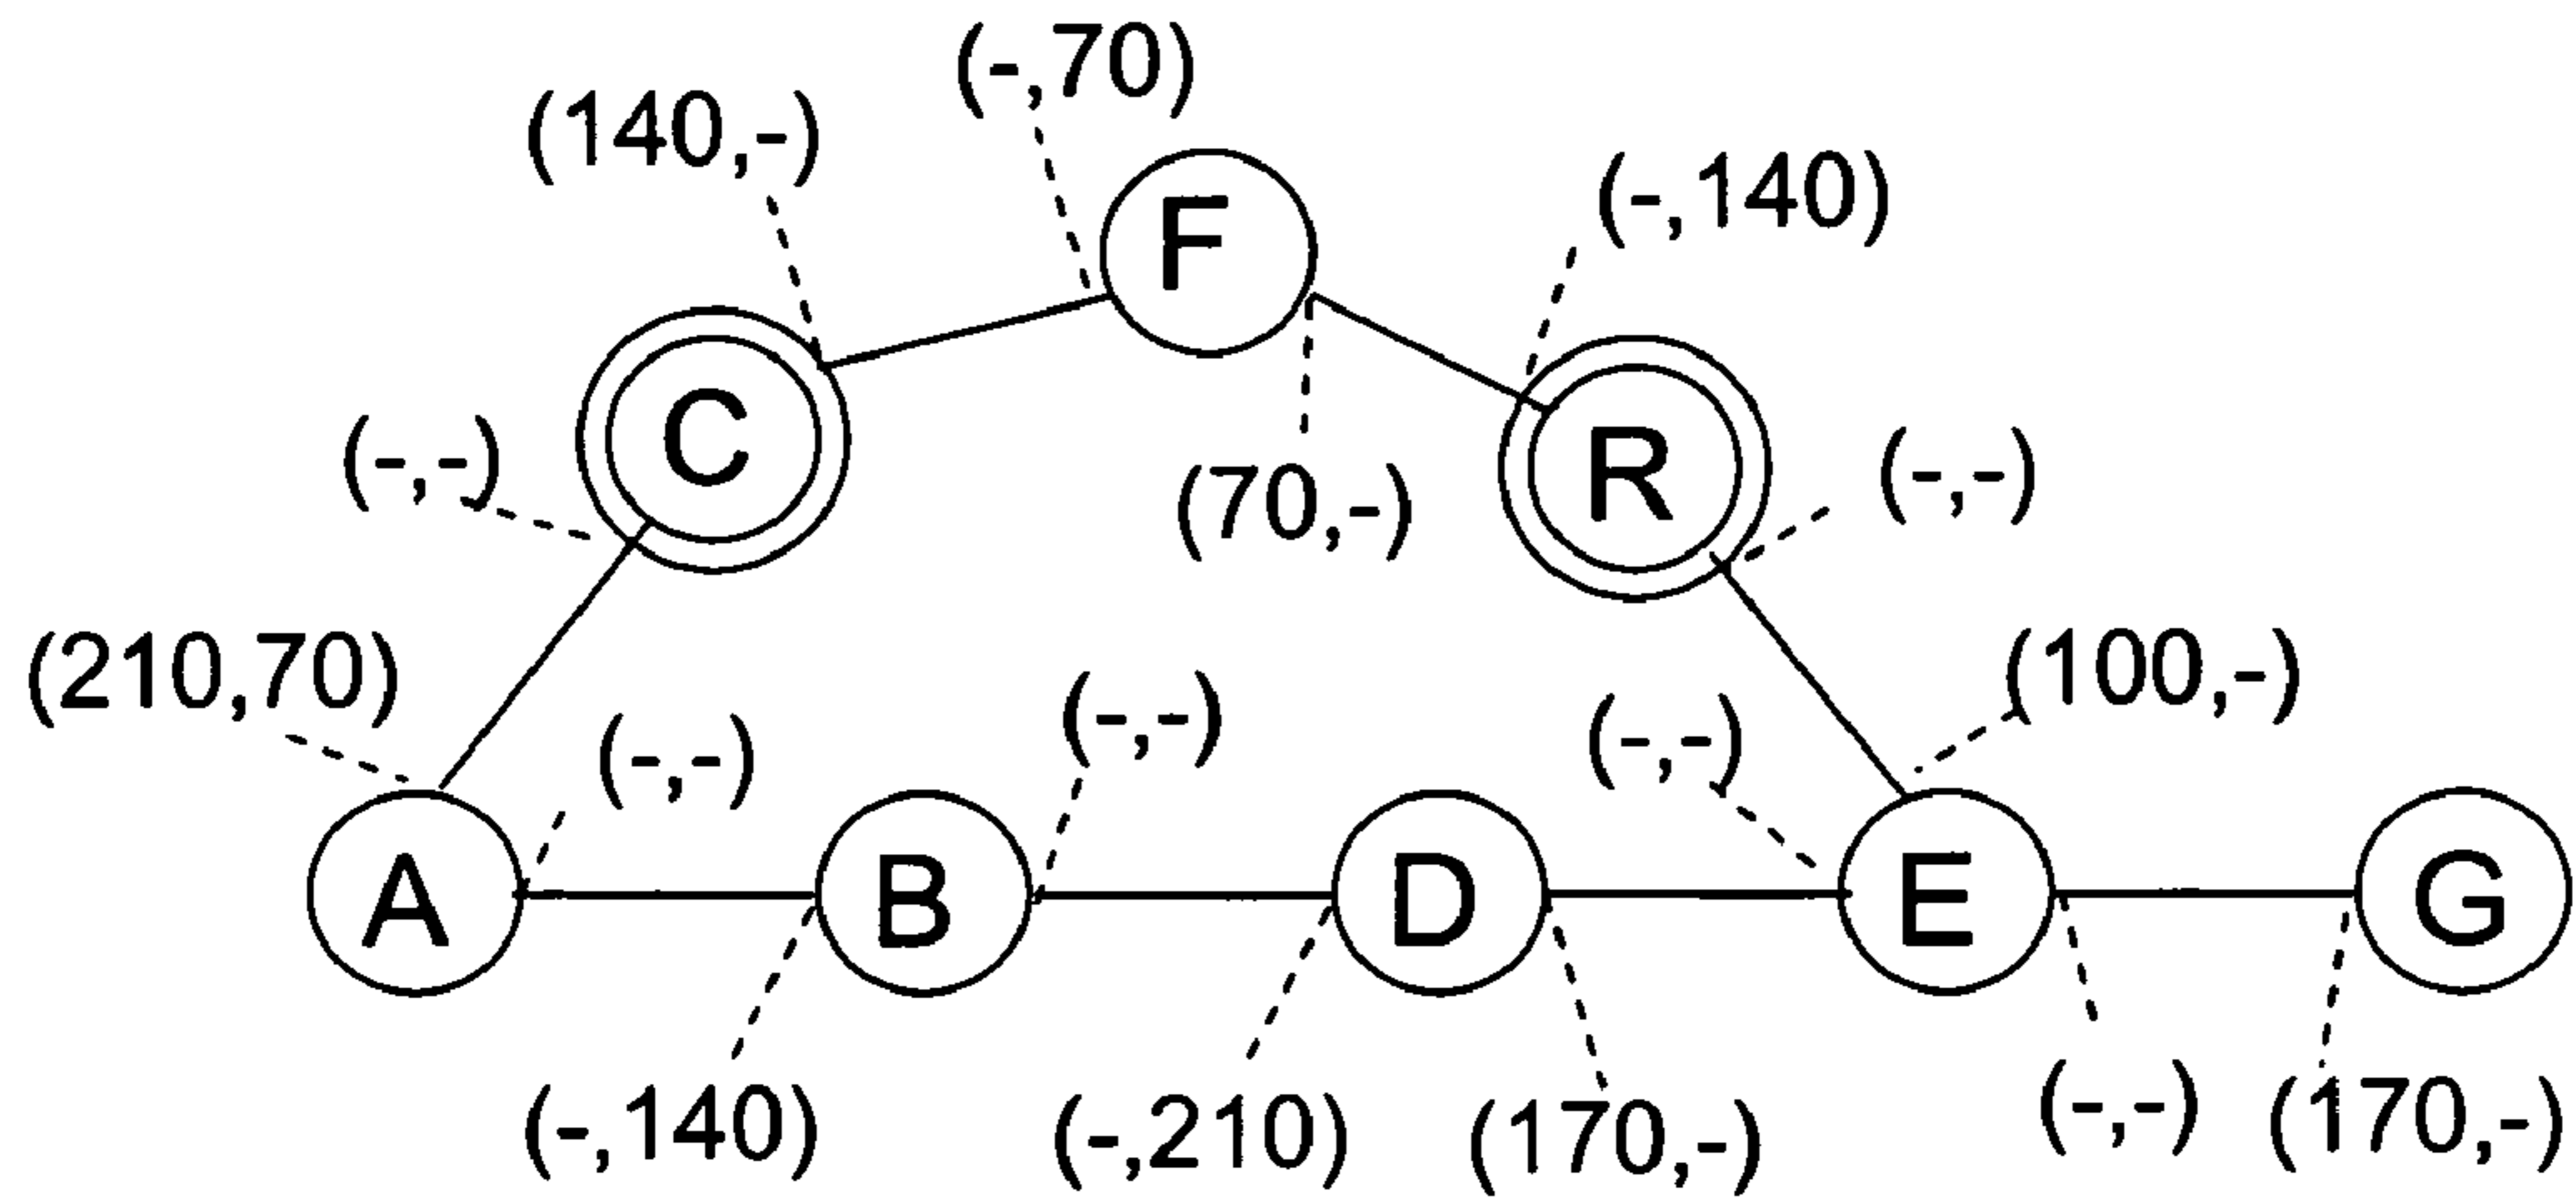 (-,70)
(140,-)
F
(-,140)
C
R
(-,-)
(70,-)
(-,-)
(210,70)
(-,-)
(-,-)
(-,-)
(100,-)
A
B
D
E
G
(-,140)
(-,210)
(170,-)
(-,-)
(170,-)